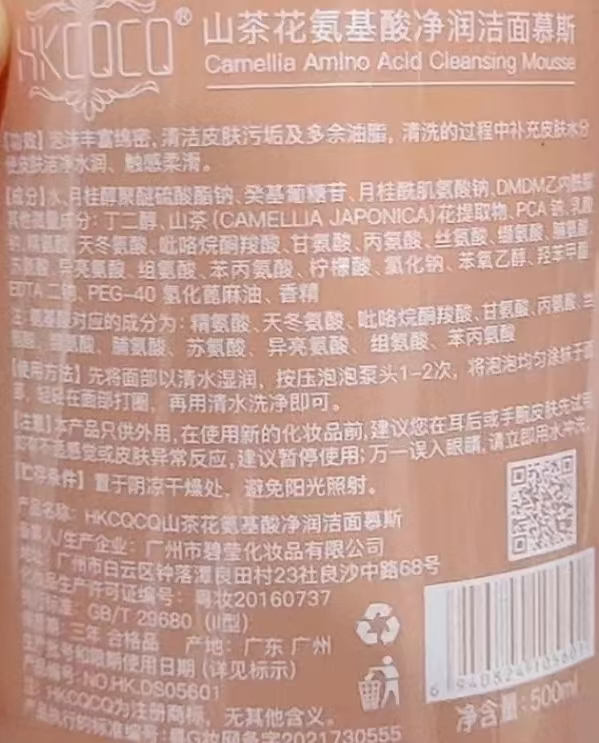 HKCQCQ®
山茶花氨基酸净润洁面慕斯
Camellia Amino Acid Cleansing Mousse
【功效】泡沫丰富绵密,清洁皮肤污垢及多余油脂,清洗的过程中补充皮肤水分
使皮肤洁净水润、触感柔滑。
【成分】水、月桂醇聚醚硫酸酯钠、癸基葡糖苷、月桂酰肌氨酸钠、DMDM乙内酰脲
其他微量成分:丁二醇、山茶(CAMELLIA JAPONICA)花提取物、PCA 钠、乳酸
钠、精氨酸、天冬氨酸、吡咯烷酮羧酸、甘氨酸、丙氨酸、丝氨酸、缬氨酸、脯氨酸、
异亮氨酸、组氨酸、苯丙氨酸、柠檬酸、氯化钠、苯氧乙醇、羟苯甲酯
EDTA 二钠、PEG-40 氢化蓖麻油、香精
注:氨基酸对应的成分为:精氨酸、天冬氨酸、吡咯烷酮羧酸、甘氨酸、丙氨酸、丝
氨酸、脯氨酸、苏氨酸、异亮氨酸、组氨酸、苯丙氨酸
【使用方法】先将面部以清水湿润,按压泡泡泵头1-2次,将泡泡均匀涂抹于面
部,轻轻在面部打圈,再用清水洗净即可。
【注意】本产品只供外用,在使用新的化妆品前,建议您在耳后或手腕皮肤先试用
如有不适感觉或皮肤异常反应,建议暂停使用;万一误入眼睛,请立即用水冲洗。
【贮存条件】置于阴凉干燥处,避免阳光照射。
产品名称:HKCQCQ山茶花氨基酸净润洁面慕斯
/生产企业:广州市碧莹化妆品有限公司
地址:广州市白云区钟落潭良田村23社良沙中路68号
化妆品生产许可证编号:粤妆20160737
执行标准:GB/T 29680 (II型)
三年 合格品 产地:广东 广州
生产批号和限期使用日期(详见标示)
产品编号:NO.HK.DS05601
注:HKCQCQ为注册商标,无其他含义。
产品执行的标准编号:粤G妆网备字2021730555
净含量:500ml